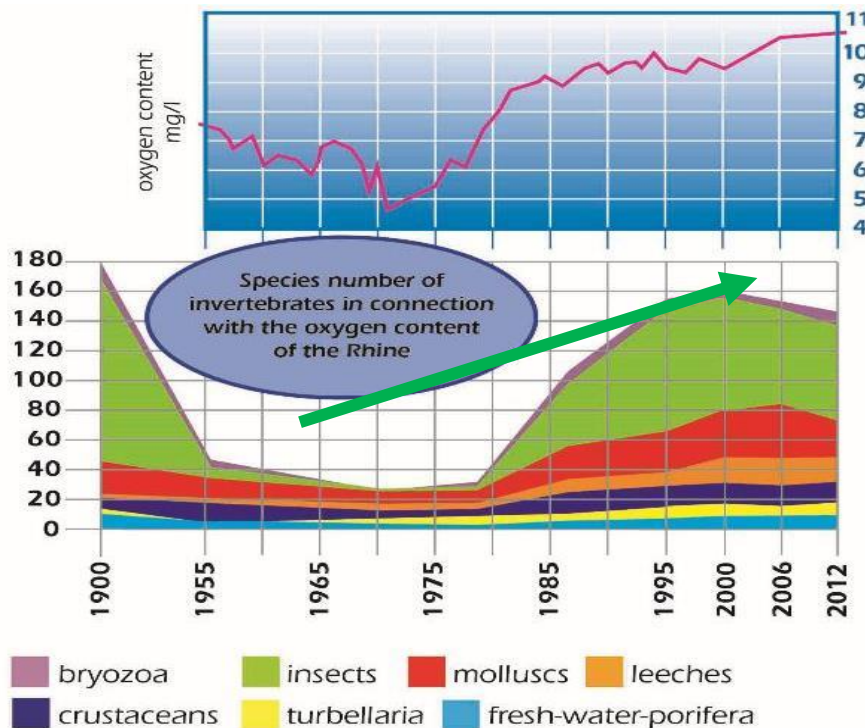 oxygen content
mg/l
11
10
9
8
7
6
5
4
180
160
140
120
100
80
60
40
20
0
Species number of
invertebrates in connection
with the oxygen content
of the Rhine
1900 1955 1965 1975 1985 1995 2000 2006 2012
bryozoa insects molluscs leeches
crustaceans turbellaria fresh-water-porifera